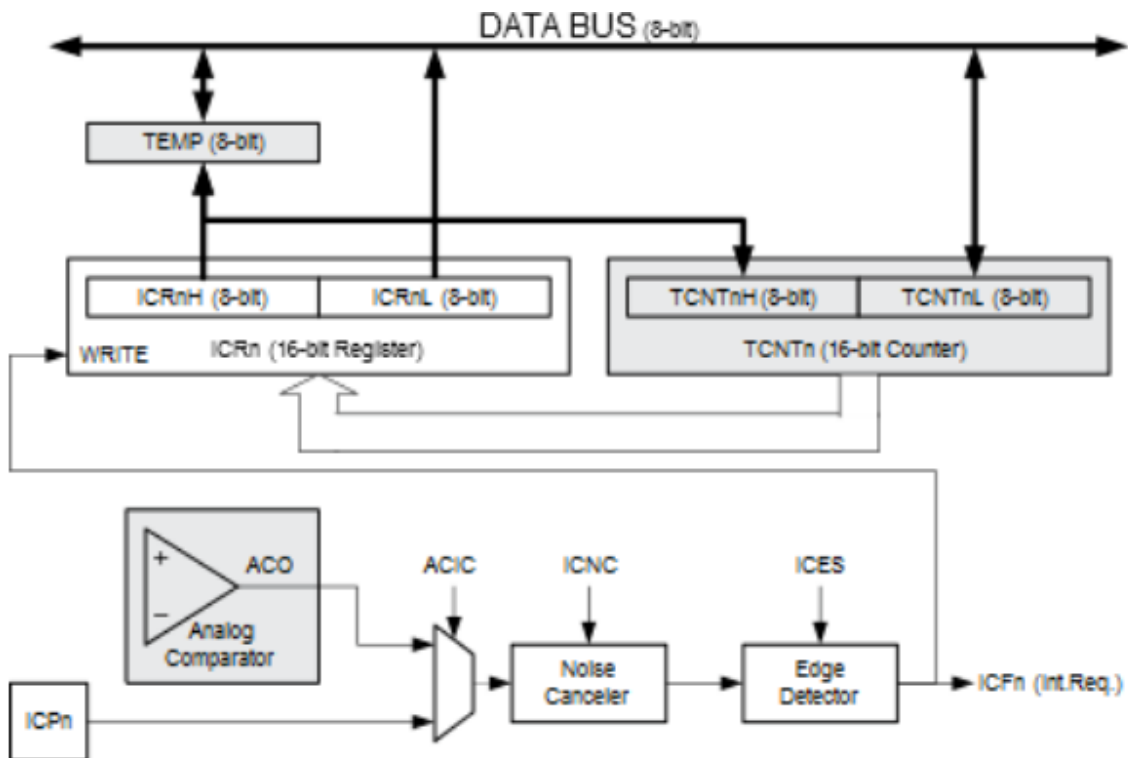 DATA BUS (8-bit)
TEMP (8-bit)
ICRnH (8-bit)
ICRnL (8-bit)
TCNTnH (8-bit)
TCNTnL (8-bit)
WRITE
ICRn (16-bit Register)
TCNTn (16-bit Counter)
+
−
ACO
Analog
Comparator
ACIC
ICNC
ICES
Noise
Canceler
Edge
Detector
ICFn (Int.Req.)
ICPn